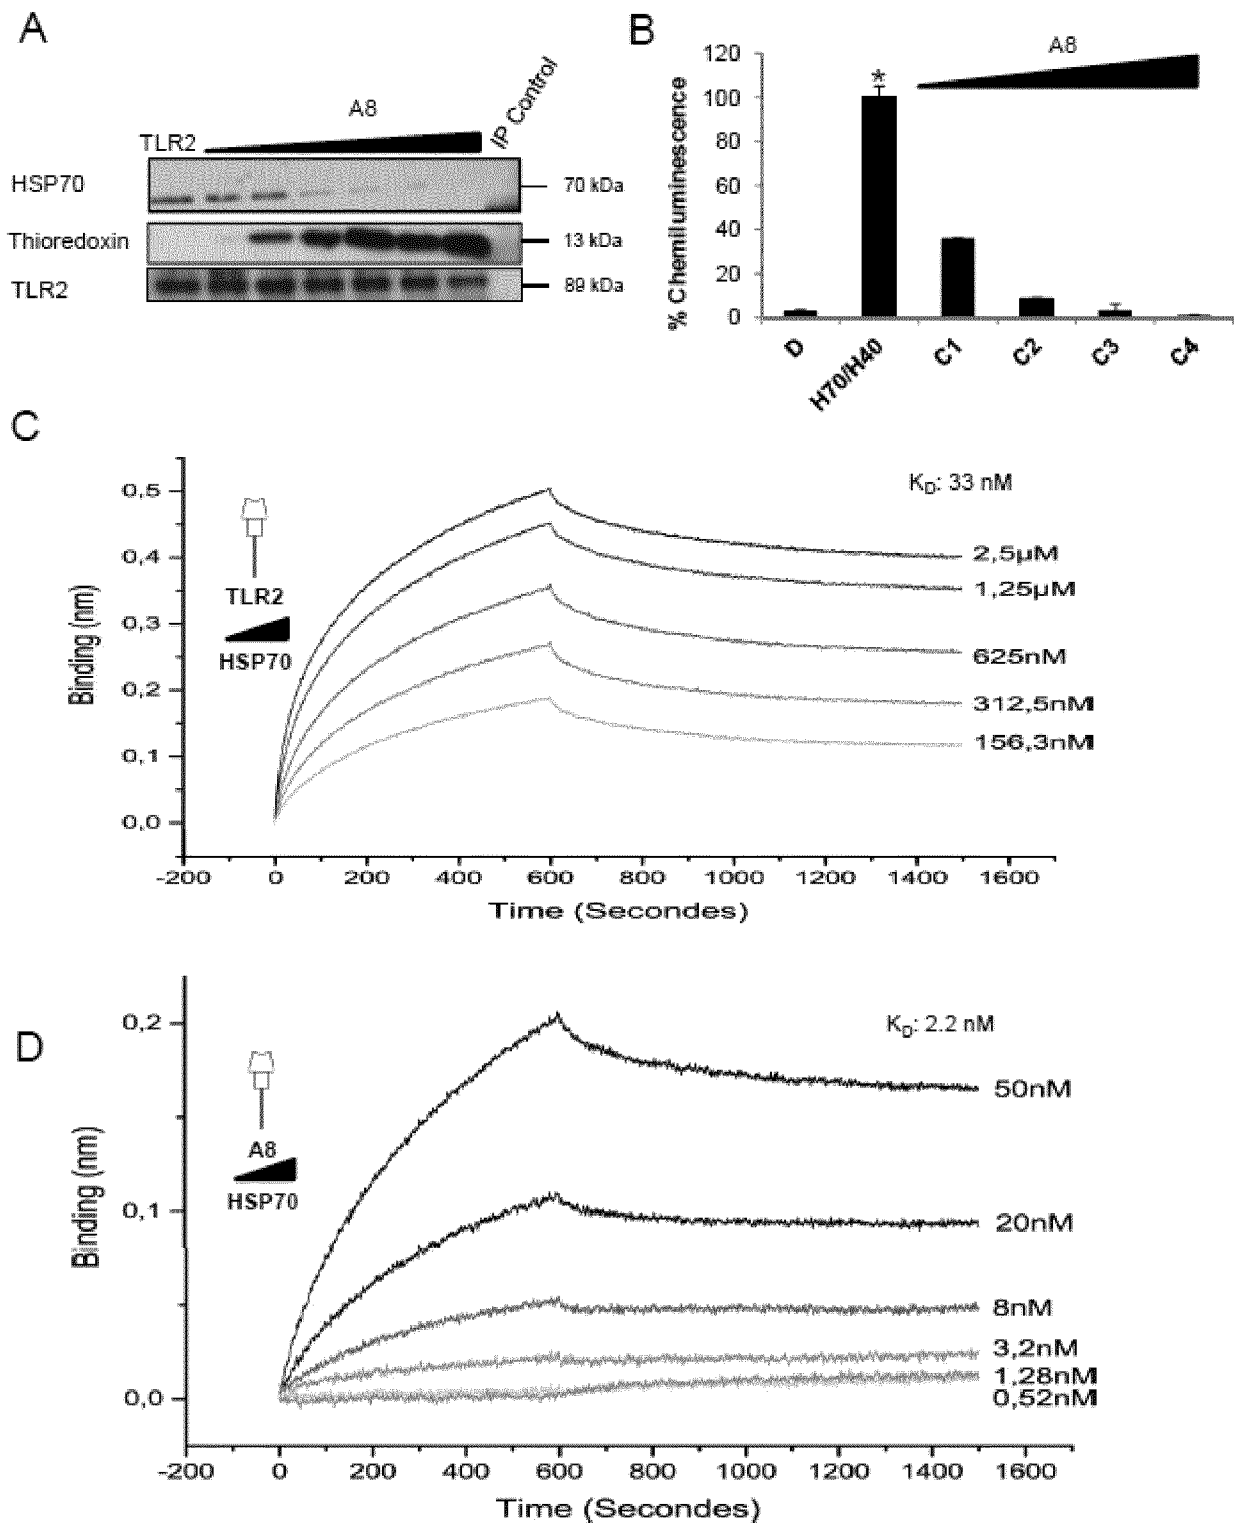 A
TLR2
A8
IP Control
HSP70
70 kDa
Thioredoxin
13 kDa
TLR2
89 kDa
B
A8
% Chemiluminescence
120
100
80
60
40
20
0
*
D
H70/H40
C1
C2
C3
C4
C
Binding (nm)
0,5
0,4
0,3
0,2
0,1
0,0
TLR2
HSP70
KD: 33 nM
2,5µM
1,25µM
625nM
312,5nM
156,3nM
-200 0 200 400 600 800 1000 1200 1400 1600
Time (Secondes)
D
Binding (nm)
0,2
0,1
0,0
A8
HSP70
KD: 2.2 nM
50nM
20nM
8nM
3,2nM
1,28nM
0,52nM
-200 0 200 400 600 800 1000 1200 1400 1600
Time (Secondes)